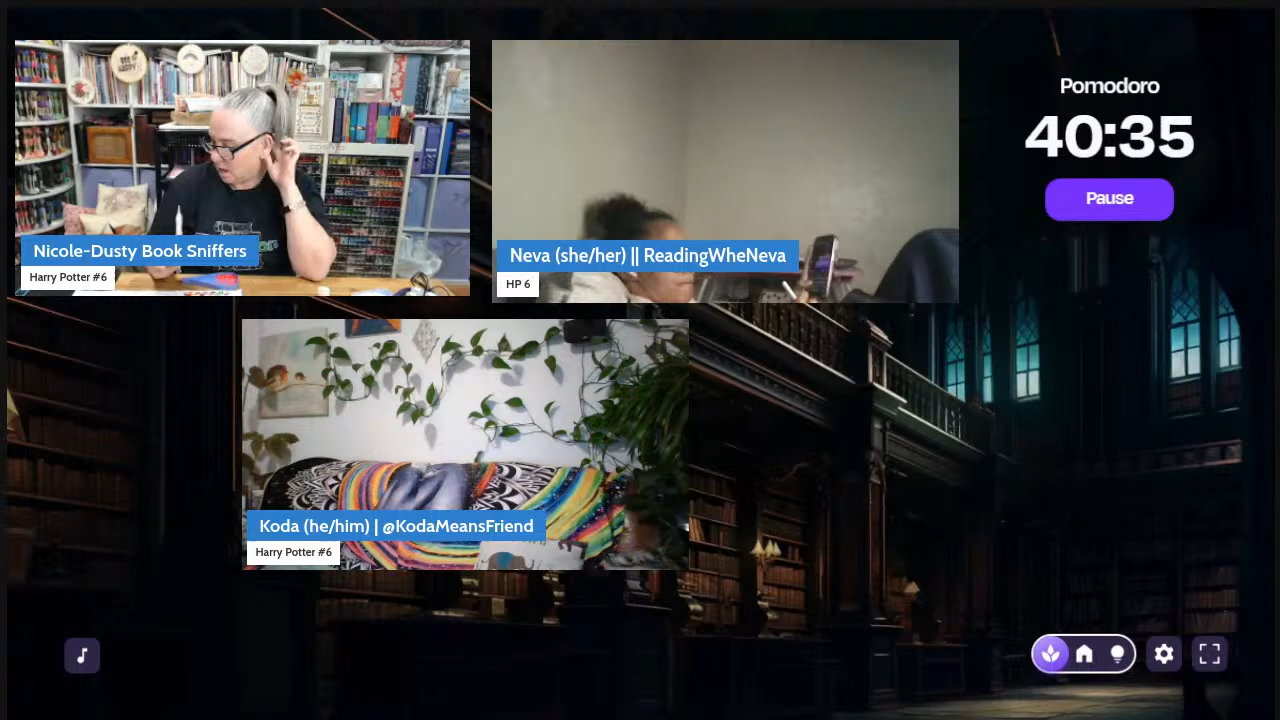 Nicole-Dusty Book Sniffers
Harry Potter #6
Neva (she/her) || ReadingWheNeva
HP 6
Pomodoro
40:35
Pause
Koda (he/him) | @KodaMeansFriend
Harry Potter #6